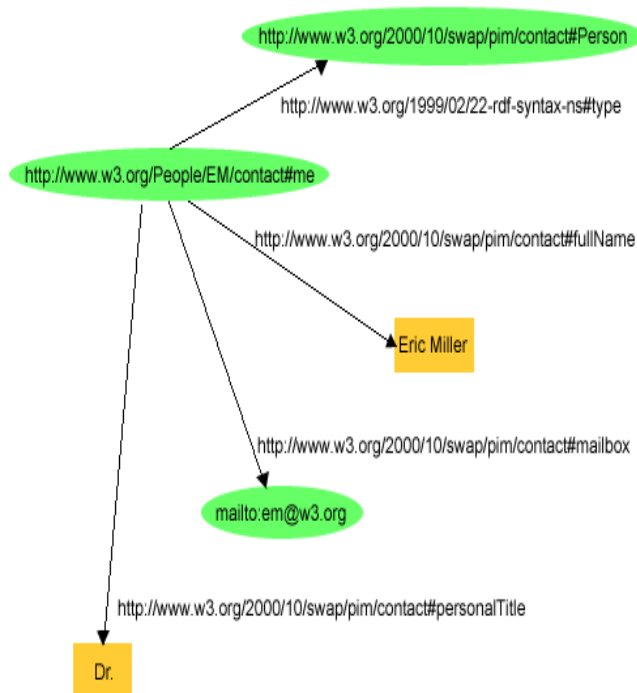 http://www.w3.org/2000/10/swap/pim/contact#Person
http://www.w3.org/1999/02/22-rdf-syntax-ns#type
http://www.w3.org/People/EM/contact#me
http://www.w3.org/2000/10/swap/pim/contact#fullName
Eric Miller
http://www.w3.org/2000/10/swap/pim/contact#mailbox
mailto:em@w3.org
http://www.w3.org/2000/10/swap/pim/contact#personalTitle
Dr.